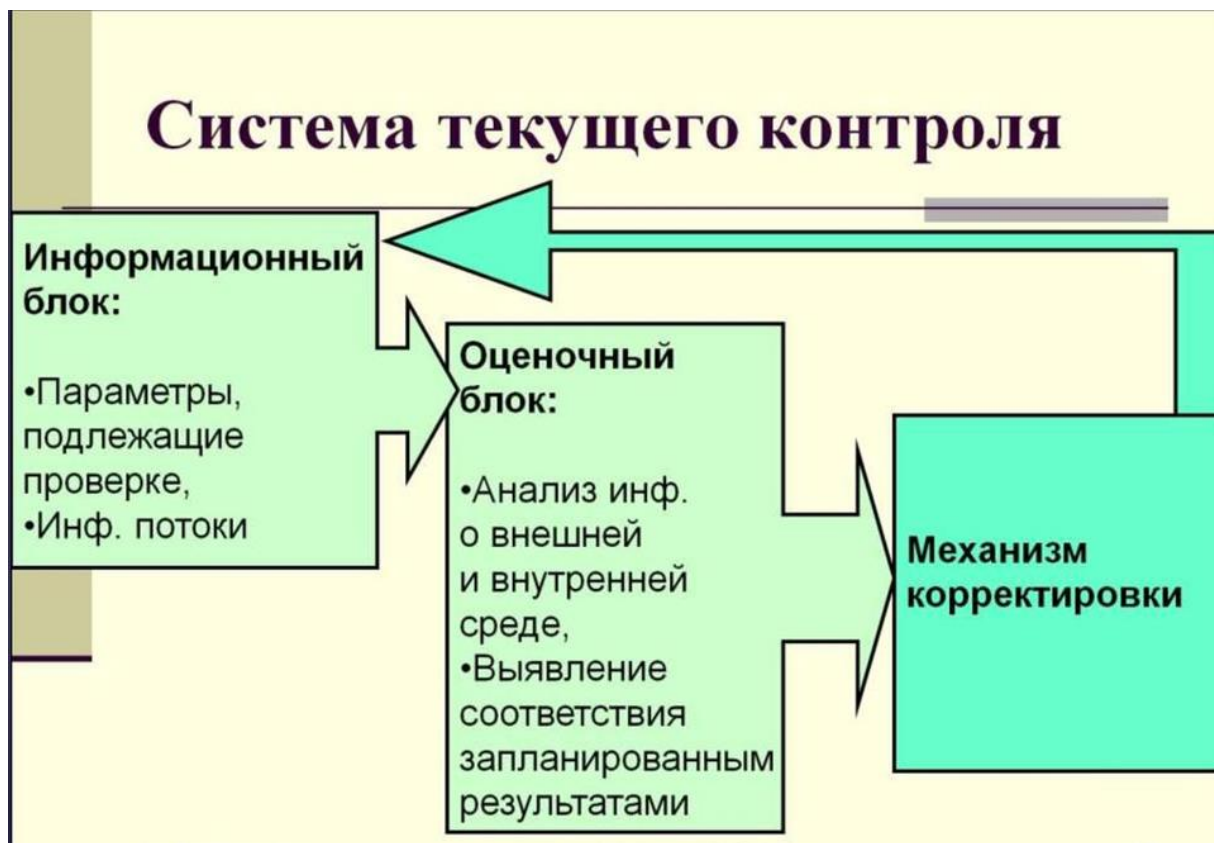 Система текущего контроля
Информационный
блок:
•Параметры,
подлежащие
проверке,
•Инф. потоки
Оценочный
блок:
•Анализ инф.
о внешней
и внутренней
среде,
•Выявление
соответствия
запланированным
результатами
Механизм
корректировки